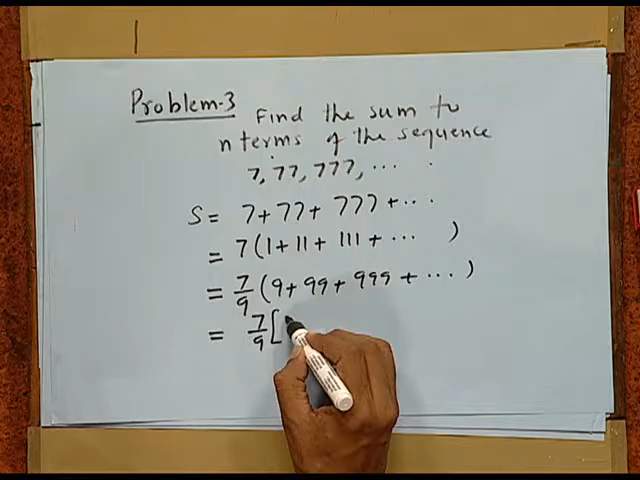 Problem-3 Find the sum to
n terms of the sequence
7, 77, 777, ...
S = 7+77+ 777 + ...
= 7(1+11+ 111 + ... )
= 7/9 (9+ 99 + 999 + ... )
= 7/9 [